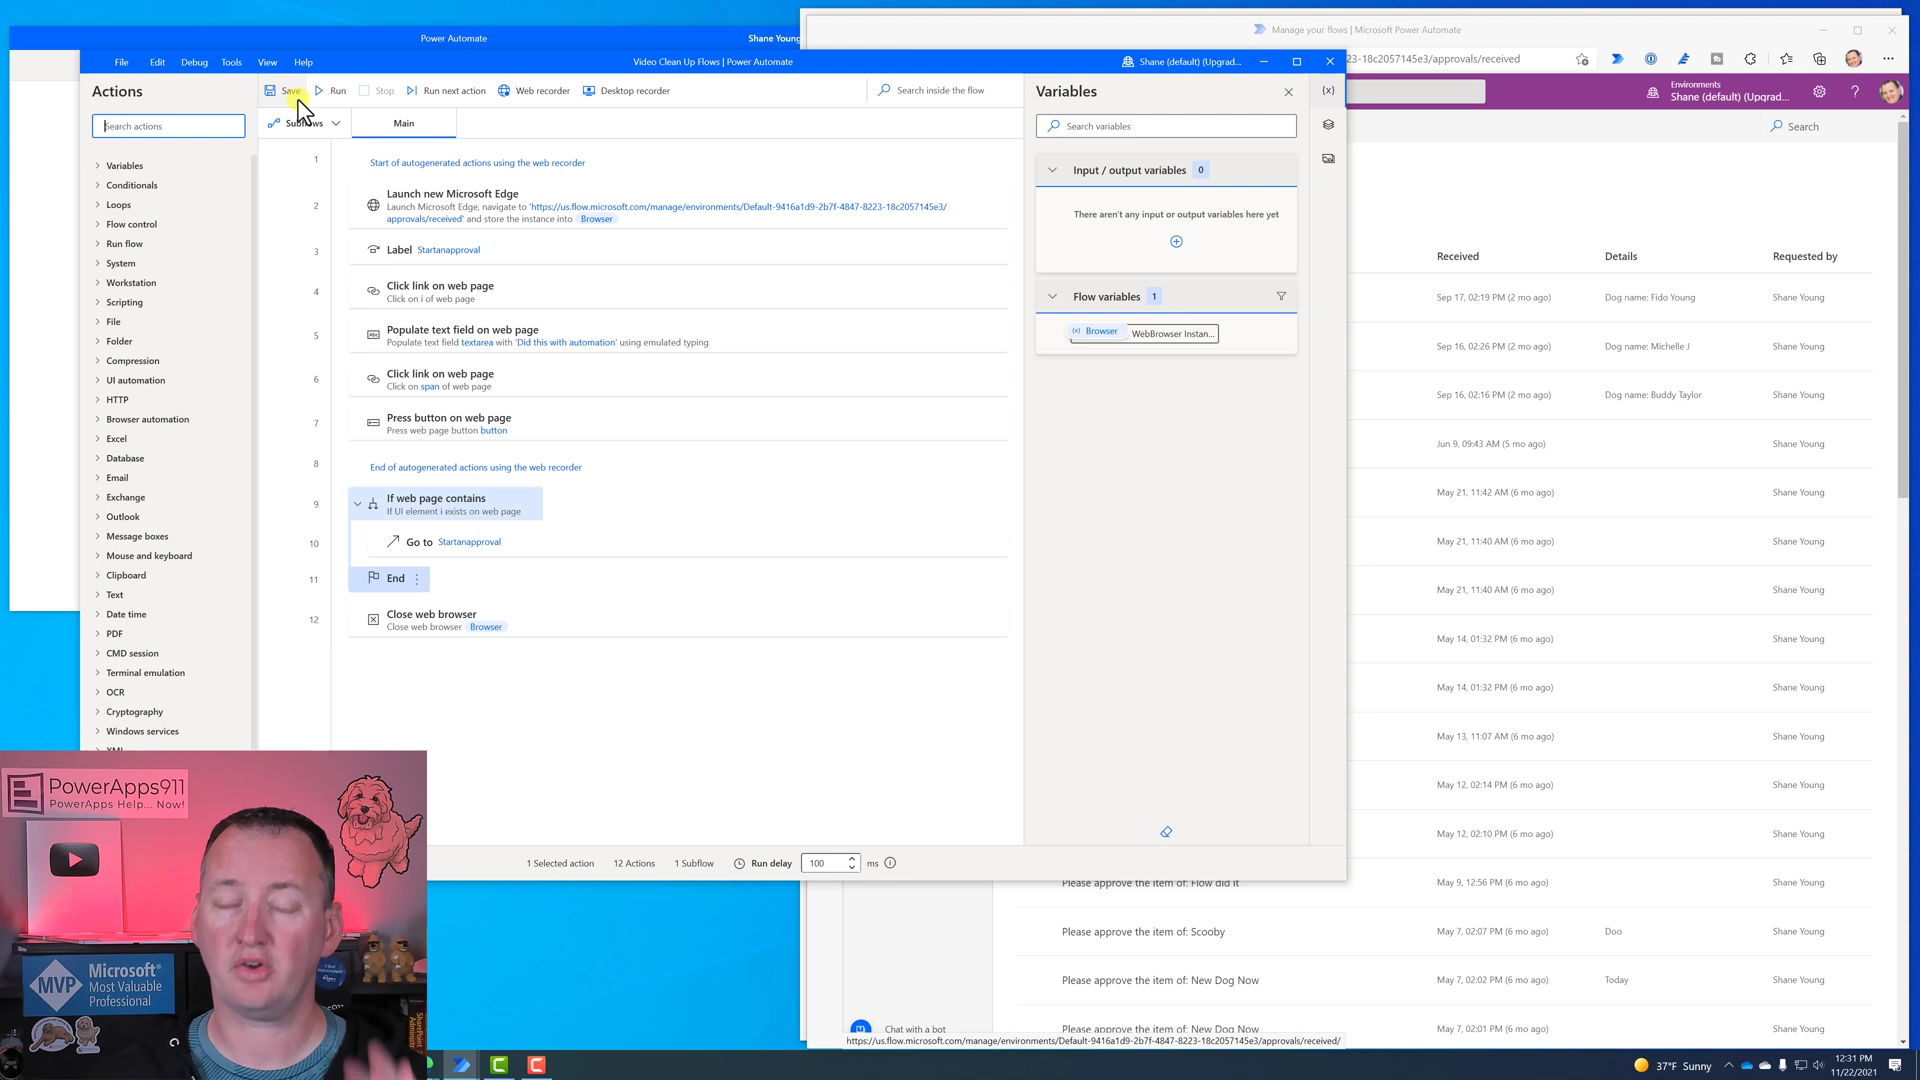 Power Automate
Shane Young
Manage your flows | Microsoft Power Automate
3-18c2057145e3/approvals/received
Environments
Shane (default) (Upgrad...
Search
File Edit Debug Tools View Help
Video Clean Up Flows | Power Automate
Shane (default) (Upgrad...
Actions
Search actions
Variables
Conditionals
Loops
Flow control
Run flow
System
Workstation
Scripting
File
Folder
Compression
UI automation
HTTP
Browser automation
Excel
Database
Email
Exchange
Outlook
Message boxes
Mouse and keyboard
Clipboard
Text
Date time
PDF
CMD session
Terminal emulation
OCR
Cryptography
Windows services
XML
Save Run Stop Run next action Web recorder Desktop recorder
Search inside the flow
Subflows
Main
1 Start of autogenerated actions using the web recorder
2 Launch new Microsoft Edge
Launch Microsoft Edge, navigate to 'https://us.flow.microsoft.com/manage/environments/Default-9416a1d9-2b7f-4847-8223-18c2057145e3/
approvals/received' and store the instance into Browser
3 Label Startanapproval
4 Click link on web page
Click on i of web page
5 Populate text field on web page
Populate text field textarea with 'Did this with automation' using emulated typing
6 Click link on web page
Click on span of web page
7 Press button on web page
Press web page button button
8 End of autogenerated actions using the web recorder
9 If web page contains
If UI element i exists on web page
10 Go to Startanapproval
11 End
12 Close web browser
Close web browser Browser
1 Selected action 12 Actions 1 Subflow Run delay 100 ms
Variables
{x}
Search variables
Input / output variables 0
There aren't any input or output variables here yet
Flow variables 1
(x) Browser WebBrowser Instan...
Received Details Requested by
Sep 17, 02:19 PM (2 mo ago) Dog name: Fido Young Shane Young
Sep 16, 02:26 PM (2 mo ago) Dog name: Michelle J Shane Young
Sep 16, 02:16 PM (2 mo ago) Dog name: Buddy Taylor Shane Young
Jun 9, 09:43 AM (5 mo ago) Shane Young
May 21, 11:42 AM (6 mo ago) Shane Young
May 21, 11:40 AM (6 mo ago) Shane Young
May 21, 11:40 AM (6 mo ago) Shane Young
May 14, 01:32 PM (6 mo ago) Shane Young
May 14, 01:32 PM (6 mo ago) Shane Young
May 13, 11:07 AM (6 mo ago) Shane Young
May 12, 02:14 PM (6 mo ago) Shane Young
May 12, 02:10 PM (6 mo ago) Shane Young
Please approve the item of: Flow did it May 9, 12:56 PM (6 mo ago) Shane Young
Please approve the item of: Scooby May 7, 02:07 PM (6 mo ago) Doo Shane Young
Please approve the item of: New Dog Now May 7, 02:02 PM (6 mo ago) Today Shane Young
Please approve the item of: New Dog Now May 7, 02:01 PM (6 mo ago) Shane Young
Chat with a bot
https://us.flow.microsoft.com/manage/environments/Default-9416a1d9-2b7f-4847-8223-18c2057145e3/approvals/received/
PowerApps911
PowerApps Help... Now!
MVP
Microsoft®
Most Valuable
Professional
37°F Sunny
12:31 PM
11/22/2021